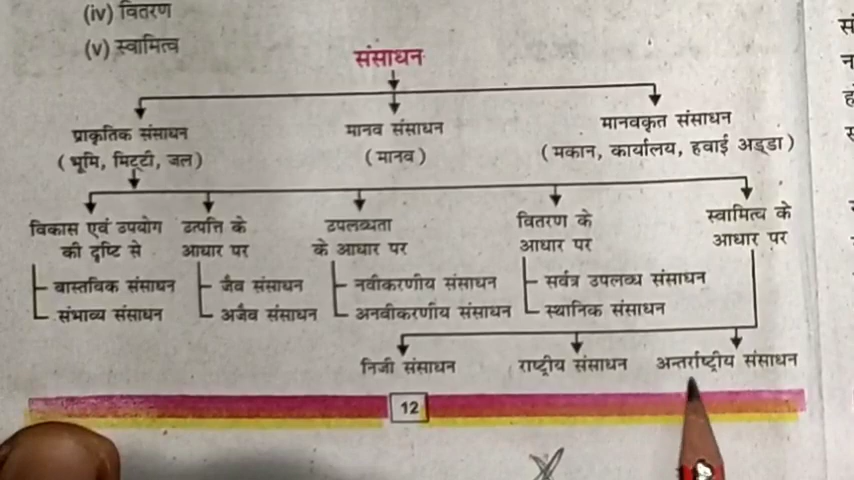 (iv) वितरण
(v) स्वामित्व
संसाधन
प्राकृतिक संसाधन
(भूमि, मिट्टी, जल)
मानव संसाधन
(मानव)
मानवकृत संसाधन
(मकान, कार्यालय, हवाई अड्डा)
विकास एवं उपयोग
की दृष्टि से
वास्तविक संसाधन
संभाव्य संसाधन
उत्पत्ति के
आधार पर
जैव संसाधन
अजैव संसाधन
उपलब्धता
के आधार पर
नवीकरणीय संसाधन
अनवीकरणीय संसाधन
वितरण के
आधार पर
सर्वत्र उपलब्ध संसाधन
स्थानिक संसाधन
स्वामित्व के
आधार पर
निजी संसाधन
राष्ट्रीय संसाधन
अन्तर्राष्ट्रीय संसाधन
12